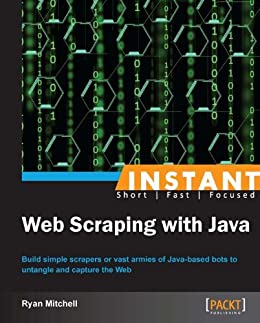 INSTANT
Short | Fast | Focused
Web Scraping with Java
Build simple scrapers or vast armies of Java-based bots to
untangle and capture the Web
Ryan Mitchell
[PACKT]
PUBLISHING